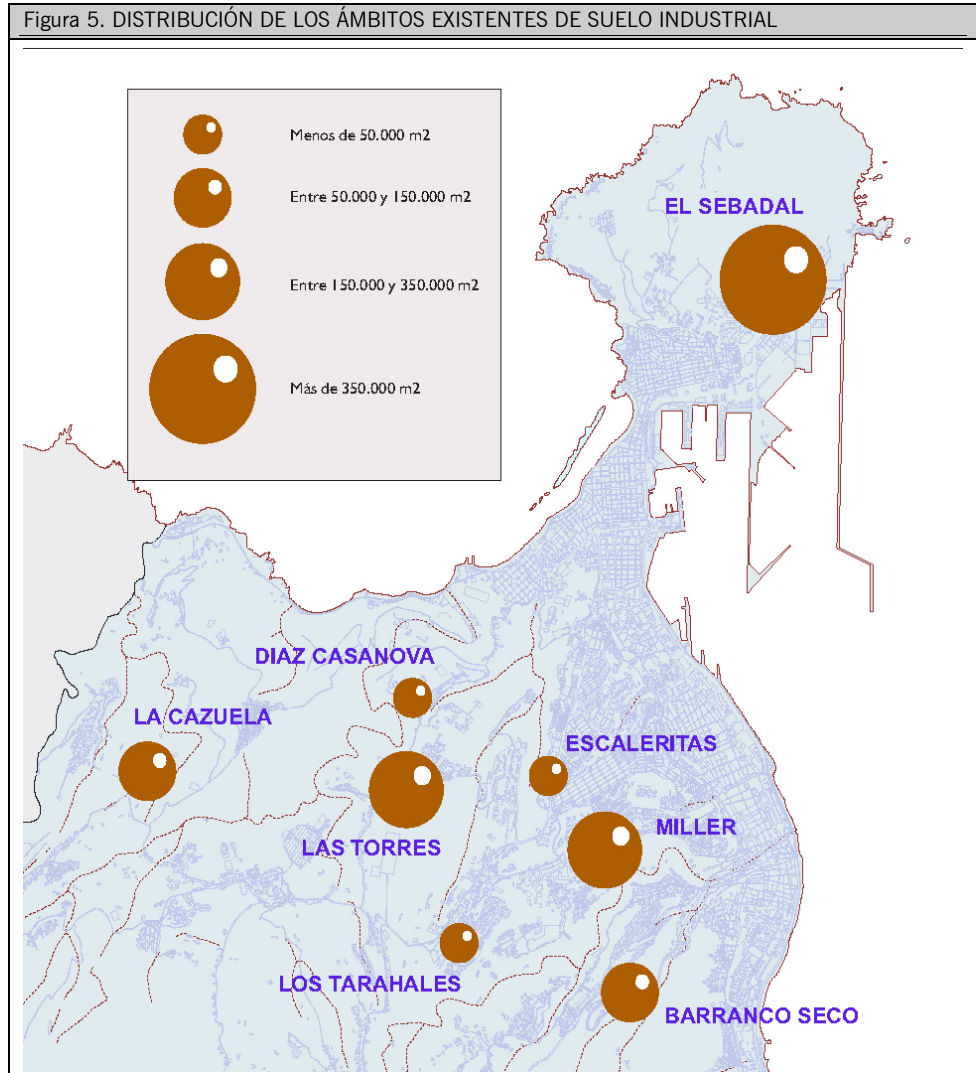 Figura 5. DISTRIBUCIÓN DE LOS ÁMBITOS EXISTENTES DE SUELO INDUSTRIAL
Menos de 50.000 m2
Entre 50.000 y 150.000 m2
Entre 150.000 y 350.000 m2
Más de 350.000 m2
EL SEBADAL
DIAZ CASANOVA
LA CAZUELA
ESCALERITAS
MILLER
LAS TORRES
LOS TARAHALES
BARRANCO SECO